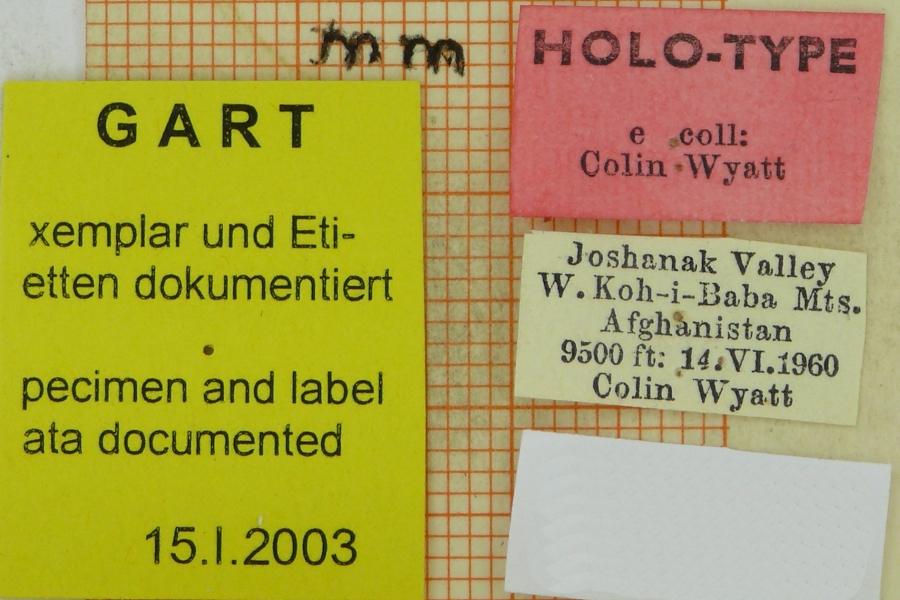 mm
GART
xemplar und Eti-
etten dokumentiert
pecimen and label
ata documented
15.I.2003
HOLO-TYPE
e coll:
Colin Wyatt
Joshanak Valley
W. Koh-i-Baba Mts.
Afghanistan
9500 ft: 14.VI.1960
Colin Wyatt